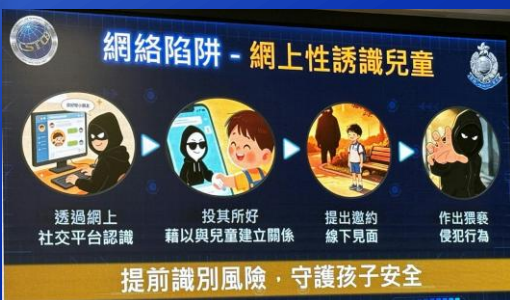 網絡陷阱 - 網上性誘識兒童
透過網上
社交平台認識
投其所好
藉以與兒童建立關係
提出邀約
線下見面
作出猥褻
侵犯行為
提前識別風險，守護孩子安全